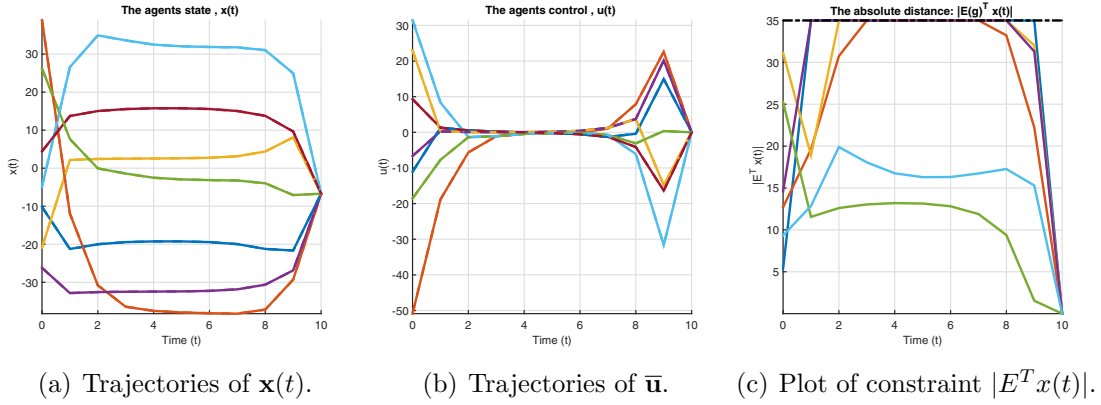 The agents state , x(t)
30
20
10
0
-10
-20
-30
x(t)
0 2 4 6 8 10
Time (t)
The agents control , u(t)
30
20
10
0
-10
-20
-30
-40
-50
u(t)
0 2 4 6 8 10
Time (t)
The absolute distance: |E(g)^T x(t)|
35
30
25
20
15
10
5
0
|E^T x(t)|
0 2 4 6 8 10
Time (t)
(a) Trajectories of x(t).
(b) Trajectories of u̅.
(c) Plot of constraint |E^T x(t)|.